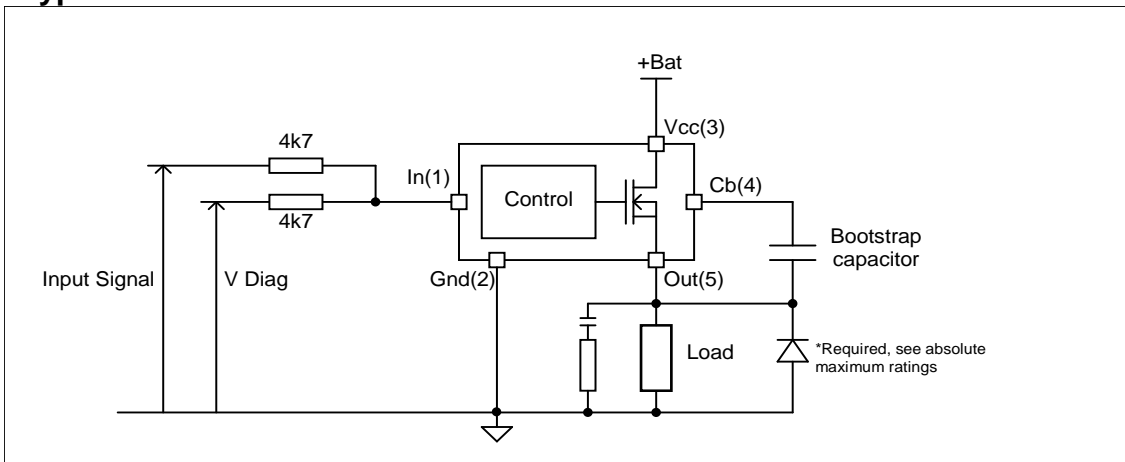 +Bat
Vcc(3)
4k7
In(1)
Control
Cb(4)
4k7
Bootstrap
capacitor
Input Signal
V Diag
Gnd(2)
Out(5)
Load
*Required, see absolute
maximum ratings